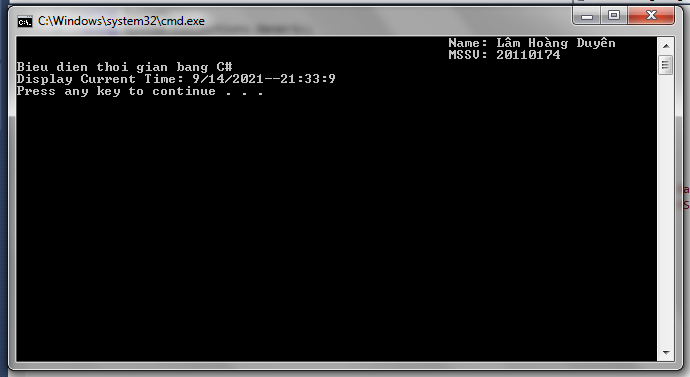 C:\Windows\system32\cmd.exe
Name: Lâm Hoàng Duyên
MSSV: 20110174
Bieu dien thoi gian bang C#
Display Current Time: 9/14/2021--21:33:9
Press any key to continue . . .